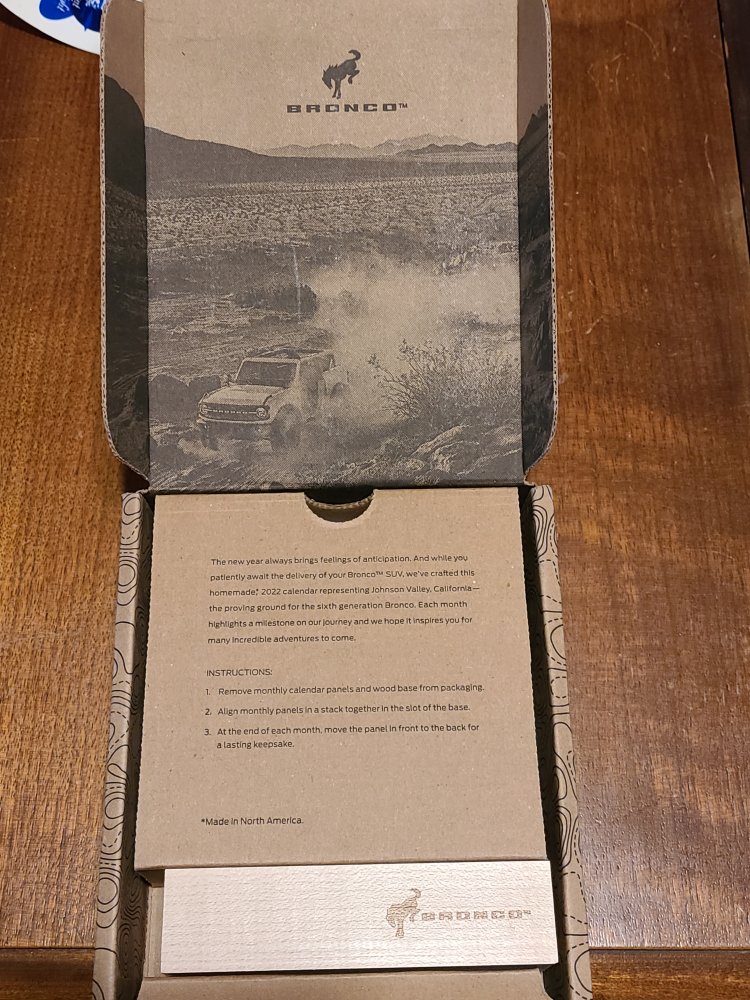 BRONCO™
The new year always brings feelings of anticipation. And while you
patiently await the delivery of your Bronco™ SUV, we've crafted this
homemade,* 2022 calendar representing Johnson Valley, California—
the proving ground for the sixth generation Bronco. Each month
highlights a milestone on our journey and we hope it inspires you for
many incredible adventures to come.
INSTRUCTIONS:
1. Remove monthly calendar panels and wood base from packaging.
2. Align monthly panels in a stack together in the slot of the base.
3. At the end of each month, move the panel in front to the back for
a lasting keepsake.
*Made in North America.
BRONCO™